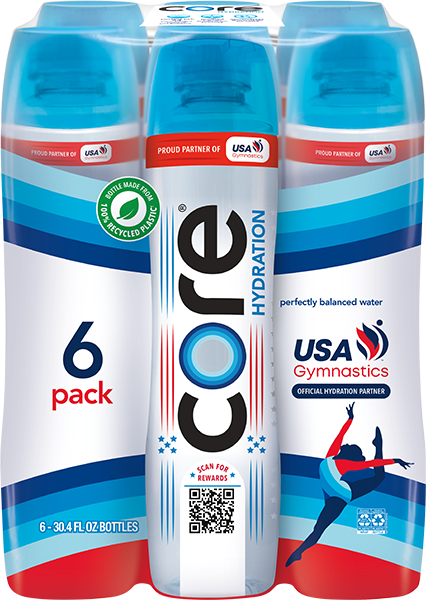 core
PROUD PARTNER OF USA Gymnastics
PROUD PARTNER OF USA Gymnastics
PROUD PARTNER OF USA Gymnastics
BOTTLE MADE FROM 100% RECYCLED PLASTIC
core®
HYDRATION
perfectly balanced water
6
pack
USA
Gymnastics
OFFICIAL HYDRATION PARTNER
SCAN FOR
REWARDS
6 - 30.4 FL OZ BOTTLES